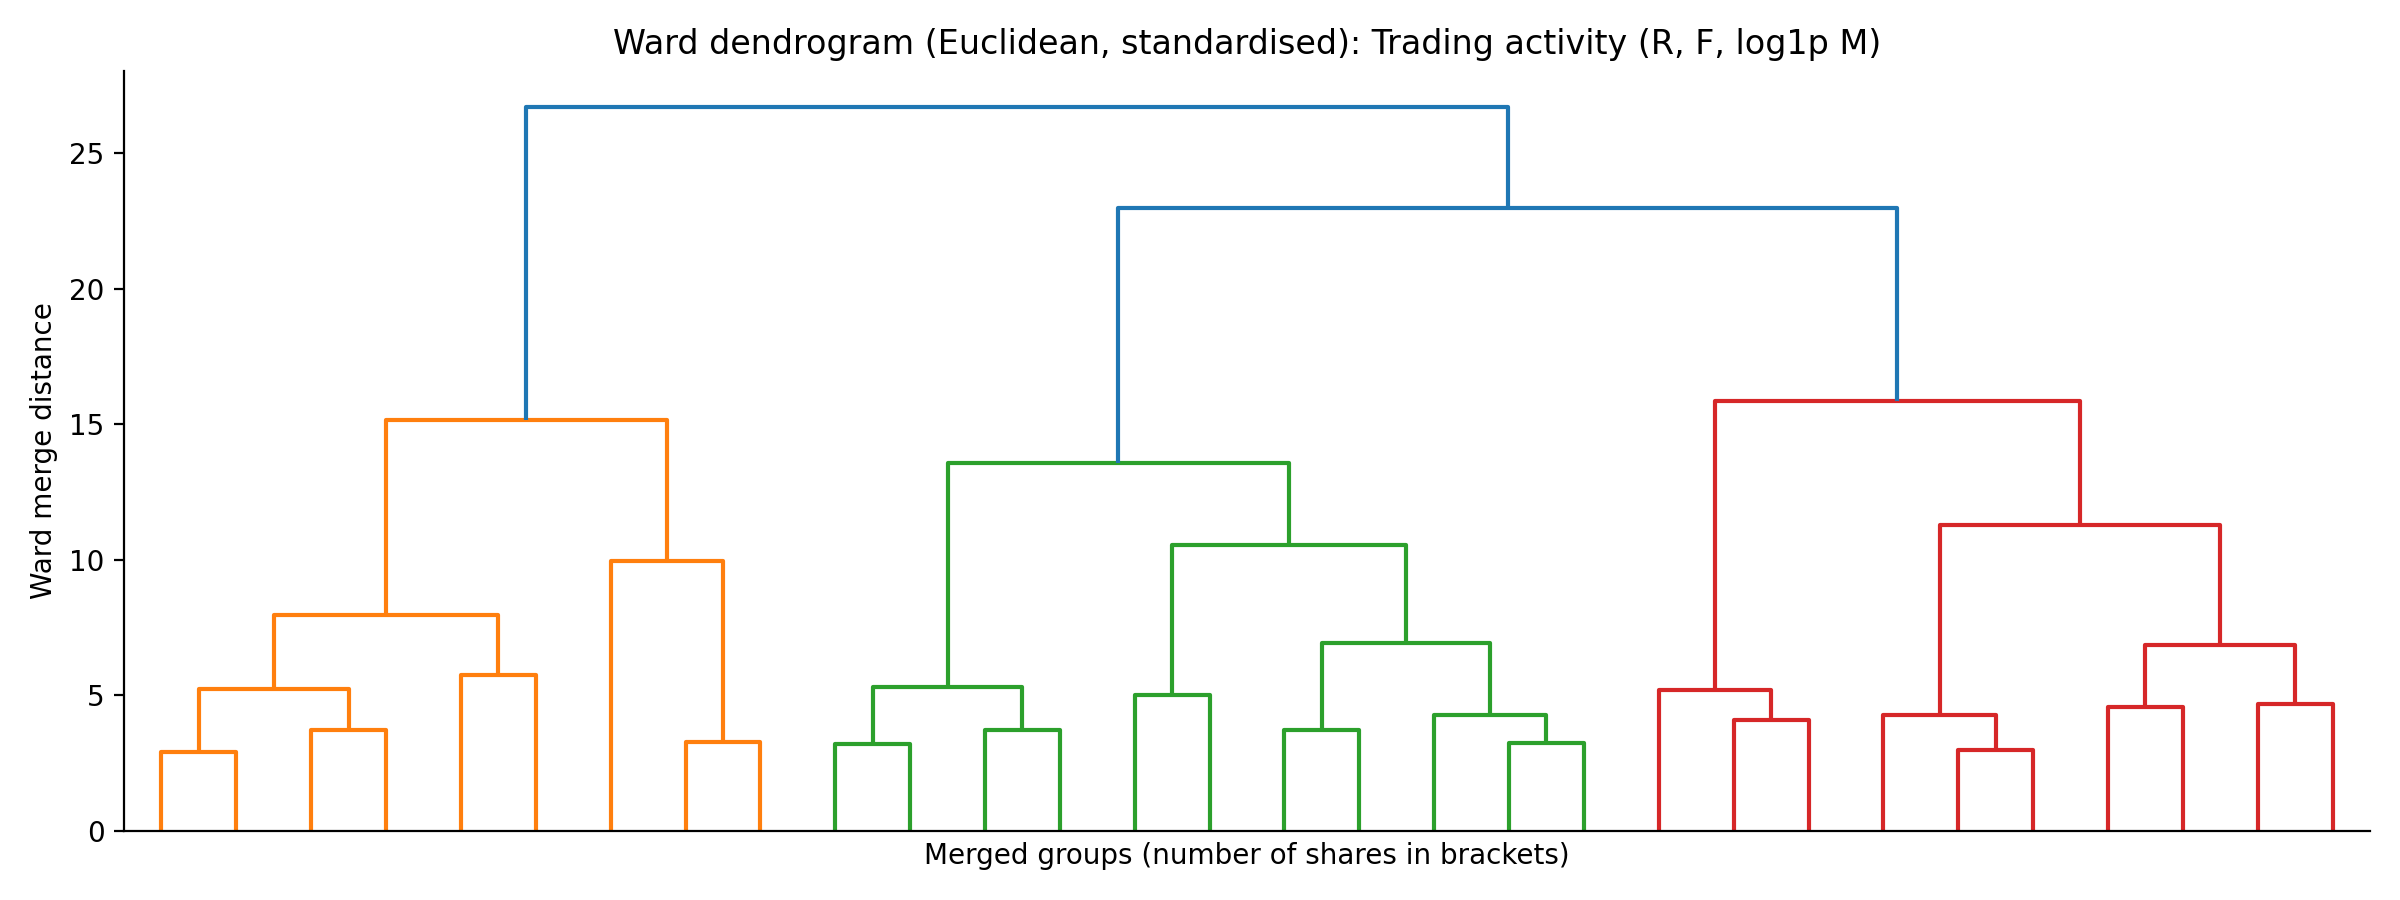 Ward dendrogram (Euclidean, standardised): Trading activity (R, F, log1p M)
Ward merge distance
25
20
15
10
5
0
Merged groups (number of shares in brackets)